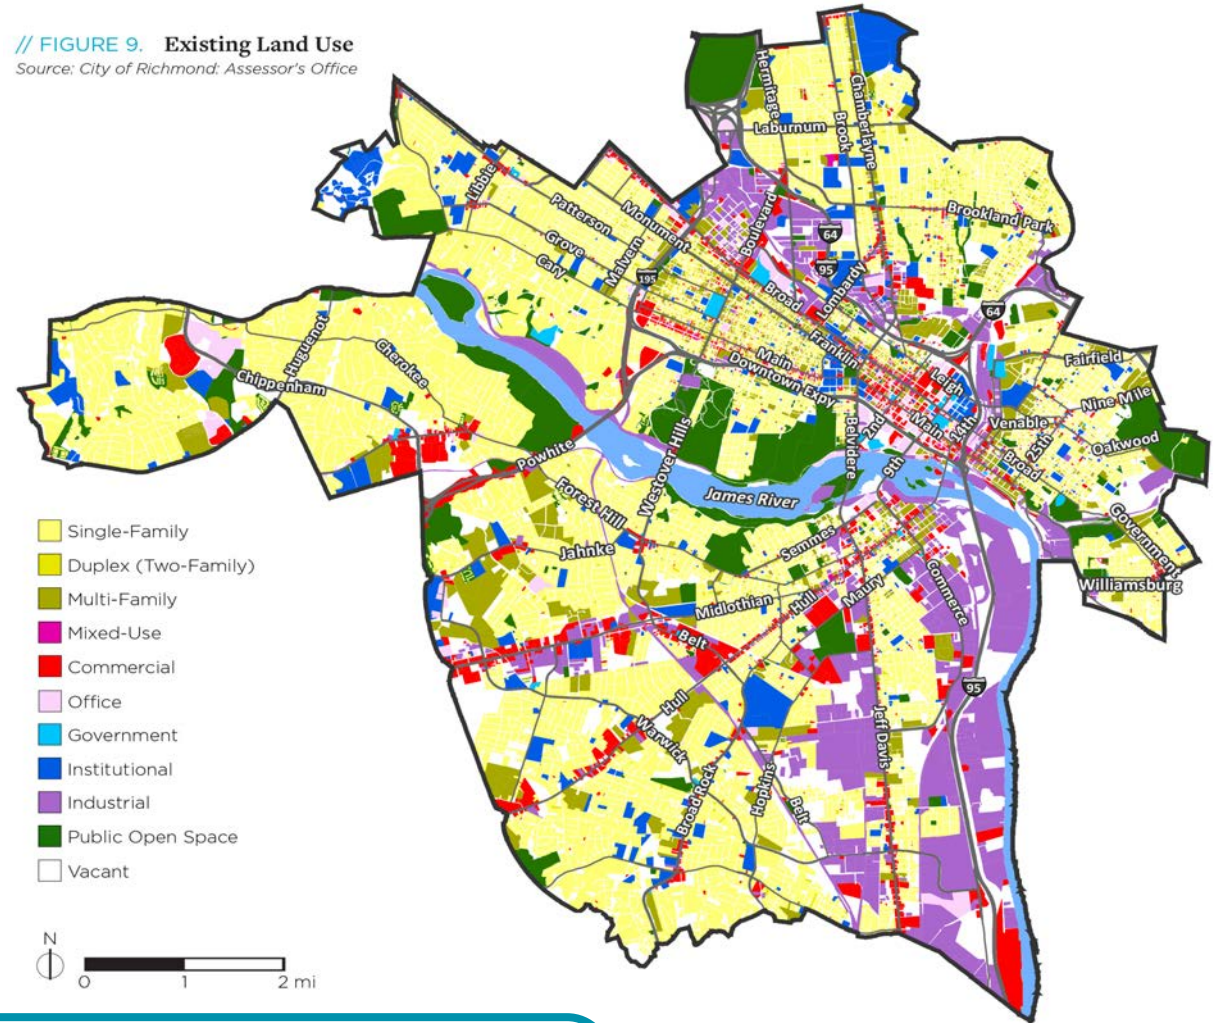 // FIGURE 9. Existing Land Use
Source: City of Richmond: Assessor's Office
Hermitage
Chamberlayne
Brook
Laburnum
Libbie
Patterson
Monument
Boulevard
Brookland Park
Grove
Malvern
Cary
64
95
195
Lombardy
Broad
64
Franklin
Huguenot
Cherokee
Chippenham
Main
Downtown Expy
Leigh
Fairfield
Nine Mile
Main
14th
2nd
Venable
25th
Oakwood
Broad
Belvidere
Westover Hills
Powhite
9th
James River
Forest Hill
Government
Semmes
Jahnke
Williamsburg
Commerce
Maury
Hull
Midlothian
Belt
95
Hull
Warwick
Jeff Davis
Broad Rock
Hopkins
Belt
Single-Family
Duplex (Two-Family)
Multi-Family
Mixed-Use
Commercial
Office
Government
Institutional
Industrial
Public Open Space
Vacant
N
0 1 2 mi